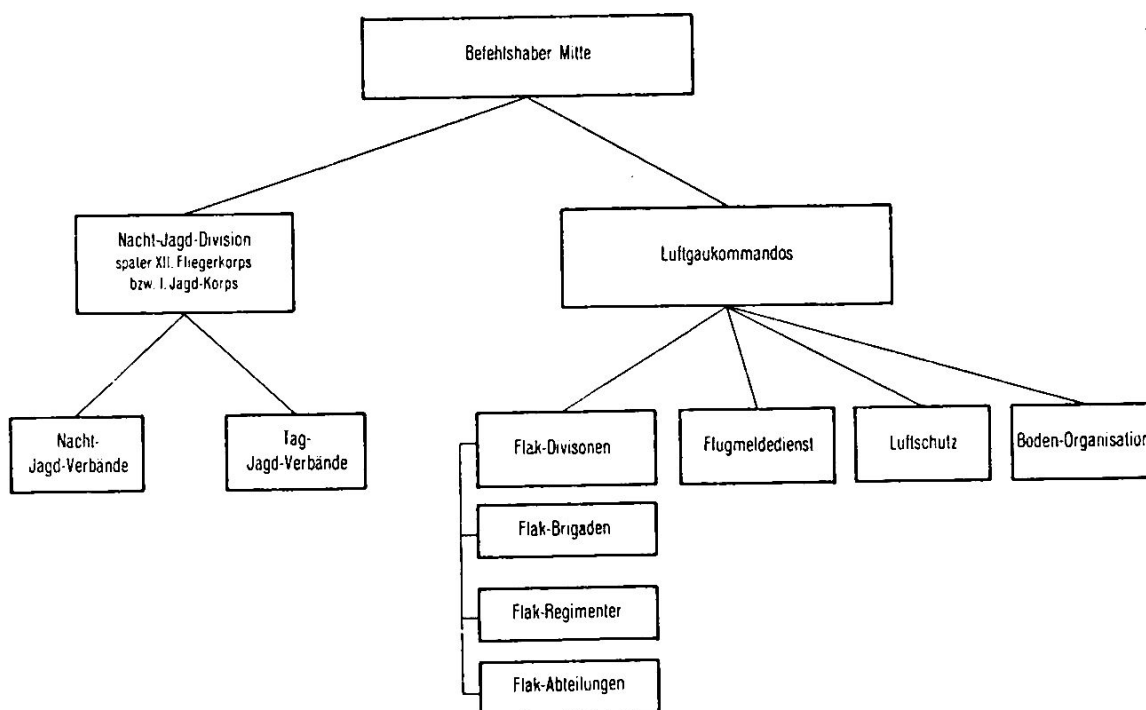 Befehlshaber Mitte
Nacht-Jagd-Division
spater XII. Fliegerkorps
bzw. I. Jagd-Korps
Luftgaukommandos
Nacht-
Jagd-Verbände
Tag-
Jagd-Verbände
Flak-Divisonen
Flugmeldedienst
Luftschutz
Boden-Organisation
Flak-Brigaden
Flak-Regimenter
Flak-Abteilungen